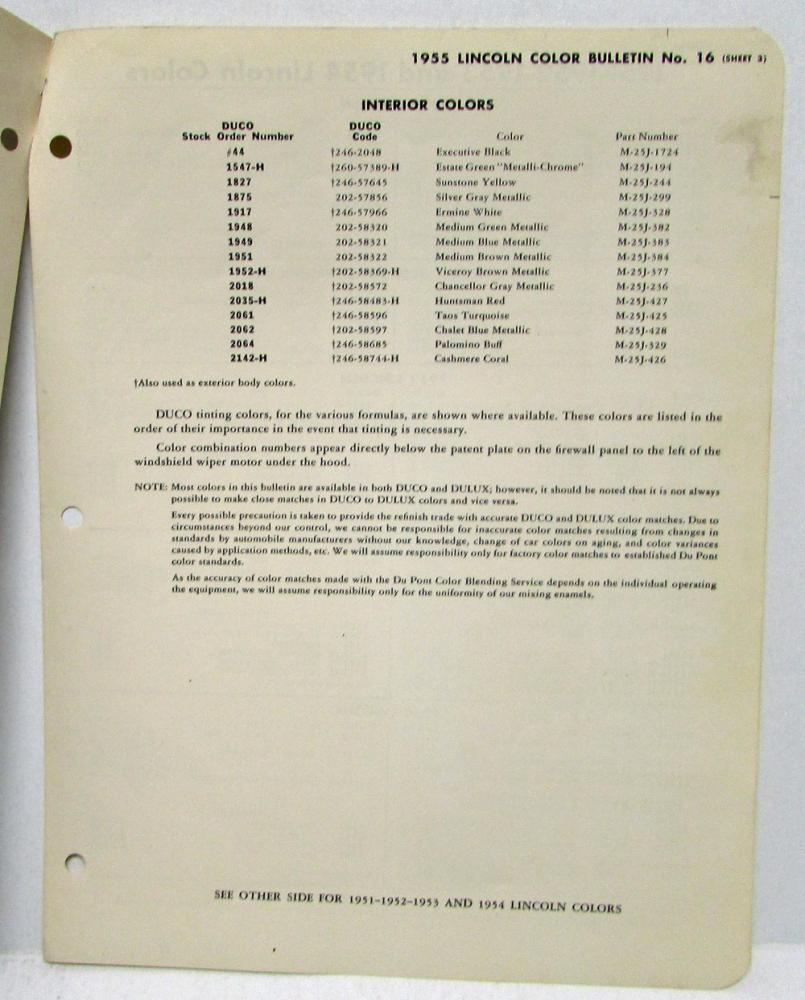 1955 LINCOLN COLOR BULLETIN No. 16 (SHEET 3)
INTERIOR COLORS
DUCO DUCO
Stock Order Number Code Color Part Number
#44 †246-2048 Executive Black M-25J-1724
1547-H †260-57389-H Estate Green "Metalli-Chrome" M-25J-194
1827 †246-57645 Sunstone Yellow M-25J-244
1875 202-57856 Silver Gray Metallic M-25J-299
1917 †246-57966 Ermine White M-25J-328
1948 202-58320 Medium Green Metallic M-25J-382
1949 202-58321 Medium Blue Metallic M-25J-383
1951 202-58322 Medium Brown Metallic M-25J-384
1952-H †202-58369-H Viceroy Brown Metallic M-25J-377
2018 †202-58572 Chancellor Gray Metallic M-25J-236
2035-H †246-58483-H Huntsman Red M-25J-427
2061 †246-58596 Taos Turquoise M-25J-425
2062 †202-58597 Chalet Blue Metallic M-25J-428
2064 †246-58685 Palomino Buff M-25J-329
2142-H †246-58744-H Cashmere Coral M-25J-426
†Also used as exterior body colors.
DUCO tinting colors, for the various formulas, are shown where available. These colors are listed in the
order of their importance in the event that tinting is necessary.
Color combination numbers appear directly below the patent plate on the firewall panel to the left of the
windshield wiper motor under the hood.
NOTE: Most colors in this bulletin are available in both DUCO and DULUX; however, it should be noted that it is not always
possible to make close matches in DUCO to DULUX colors and vice versa.
Every possible precaution is taken to provide the refinish trade with accurate DUCO and DULUX color matches. Due to
circumstances beyond our control, we cannot be responsible for inaccurate color matches resulting from changes in
standards by automobile manufacturers without our knowledge, change of car colors on aging, and color variances
caused by application methods, etc. We will assume responsibility only for factory color matches to established Du Pont
color standards.
As the accuracy of color matches made with the Du Pont Color Blending Service depends on the individual operating
the equipment, we will assume responsibility only for the uniformity of our mixing enamels.
SEE OTHER SIDE FOR 1951-1952-1953 AND 1954 LINCOLN COLORS